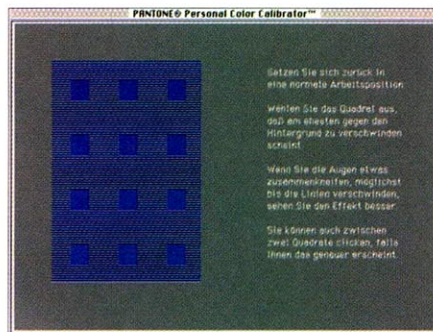 PANTONE® Personal Color Calibrator™
Setzen Sie sich zurück in
eine normale Arbeitsposition
Wählen Sie das Quadrat aus,
daß am ehesten gegen den
Hintergrund zu verschwinden
scheint
Wenn Sie die Augen etwas
zusammenkneifen, möglichst
bis die Linien verschwinden,
sehen Sie den Effekt besser.
Sie können auch zwischen
zwei Quadrate clicken, falls
Ihnen das genauer erscheint.